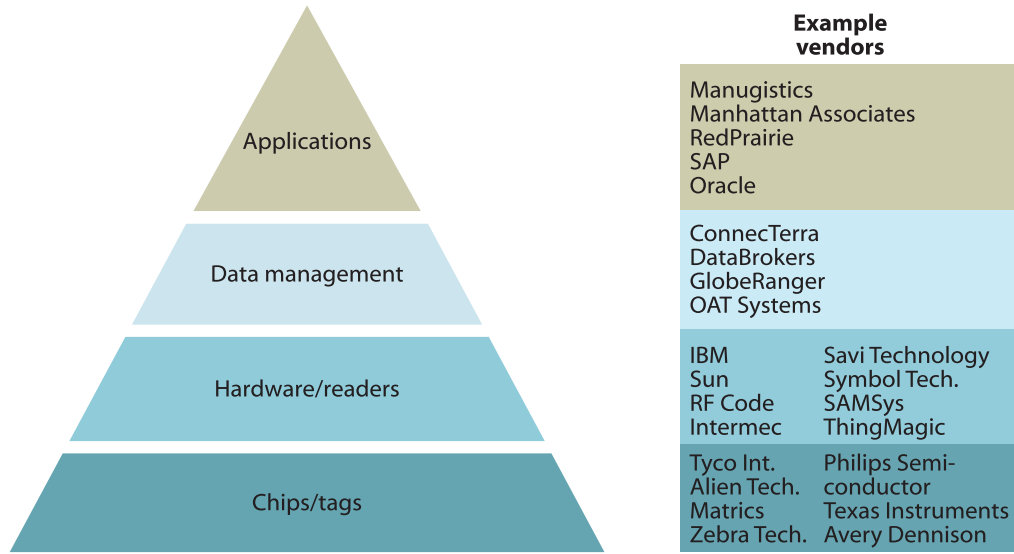 Applications
Data management
Hardware/readers
Chips/tags
Example
vendors
Manugistics
Manhattan Associates
RedPrairie
SAP
Oracle
ConnecTerra
DataBrokers
GlobeRanger
OAT Systems
IBM
Sun
RF Code
Intermec
Savi Technology
Symbol Tech.
SAMSys
ThingMagic
Tyco Int.
Alien Tech.
Matrics
Zebra Tech.
Philips Semi-
conductor
Texas Instruments
Avery Dennison